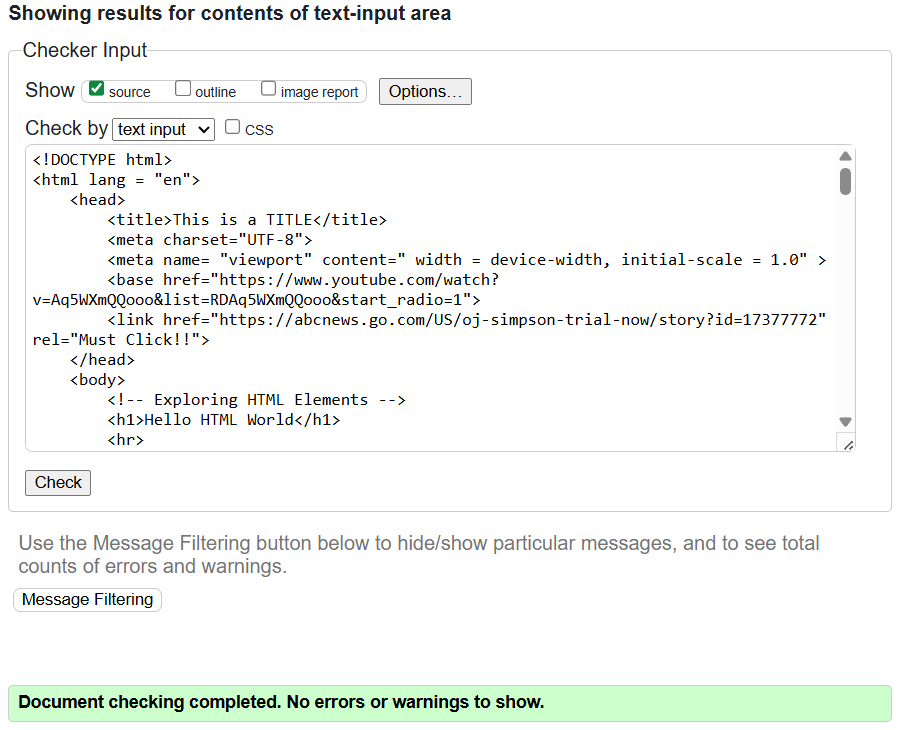 Showing results for contents of text-input area
Checker Input
Show source outline image report Options...
Check by text input CSS
<!DOCTYPE html>
<html lang = "en">
    <head>
        <title>This is a TITLE</title>
        <meta charset="UTF-8">
        <meta name= "viewport" content=" width = device-width, initial-scale = 1.0" >
        <base href="https://www.youtube.com/watch?
v=Aq5WXmQQooo&list=RDAq5WXmQQooo&start_radio=1">
        <link href="https://abcnews.go.com/US/oj-simpson-trial-now/story?id=17377772"
rel="Must Click!!">
    </head>
    <body>
        <!-- Exploring HTML Elements -->
        <h1>Hello HTML World</h1>
        <hr>
Check
Use the Message Filtering button below to hide/show particular messages, and to see total
counts of errors and warnings.
Message Filtering
Document checking completed. No errors or warnings to show.